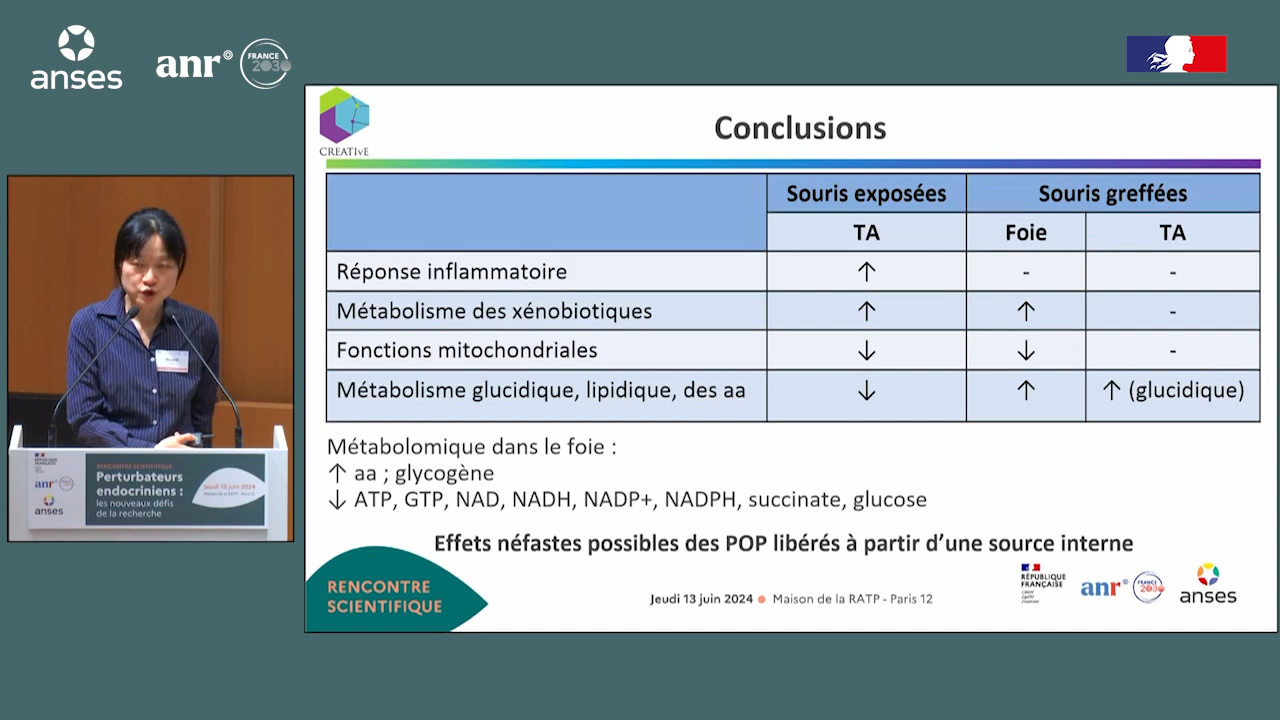 anses
anr
FRANCE
2030
CREATIvE
Conclusions
Souris exposées
Souris greffées
TA
Foie
TA
Réponse inflammatoire
↑
-
-
Métabolisme des xénobiotiques
↑
↑
-
Fonctions mitochondriales
↓
↓
-
Métabolisme glucidique, lipidique, des aa
↓
↑
↑ (glucidique)
Métabolomique dans le foie :
↑ aa ; glycogène
↓ ATP, GTP, NAD, NADH, NADP+, NADPH, succinate, glucose
Effets néfastes possibles des POP libérés à partir d’une source interne
RENCONTRE
SCIENTIFIQUE
Jeudi 13 juin 2024 ● Maison de la RATP - Paris 12
RÉPUBLIQUE
FRANÇAISE
anr
FRANCE
2030
anses
RENCONTRE SCIENTIFIQUE
Perturbateurs
endocriniens :
les nouveaux défis
de la recherche
Jeudi 13 juin 2024
Maison de la RATP - Paris 12
anr
anses